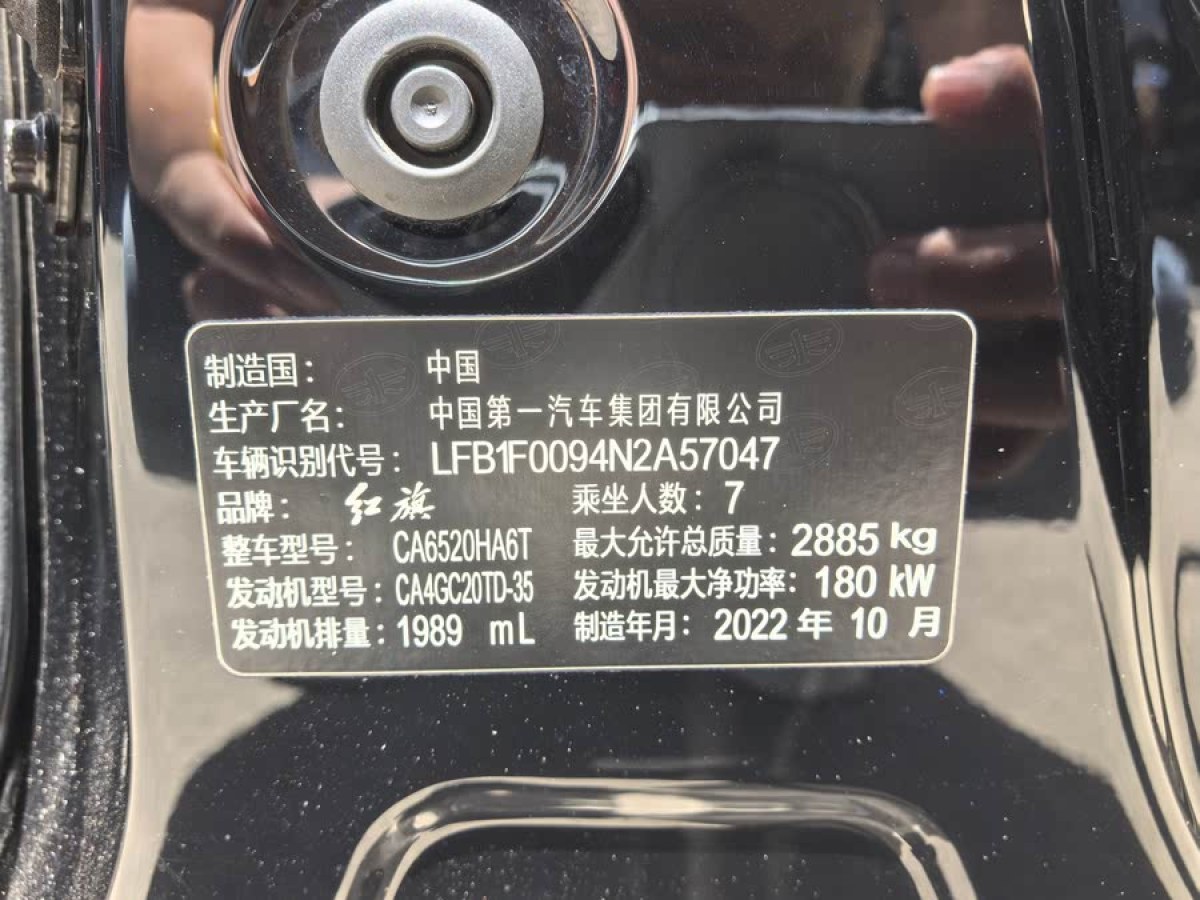 制造国： 中国
生产厂名： 中国第一汽车集团有限公司
车辆识别代号： LFB1F0094N2A57047
品牌： 红旗 乘坐人数：7
整车型号： CA6520HA6T 最大允许总质量：2885 kg
发动机型号：CA4GC20TD-35 发动机最大净功率：180 kW
发动机排量：1989 mL 制造年月： 2022 年 10 月